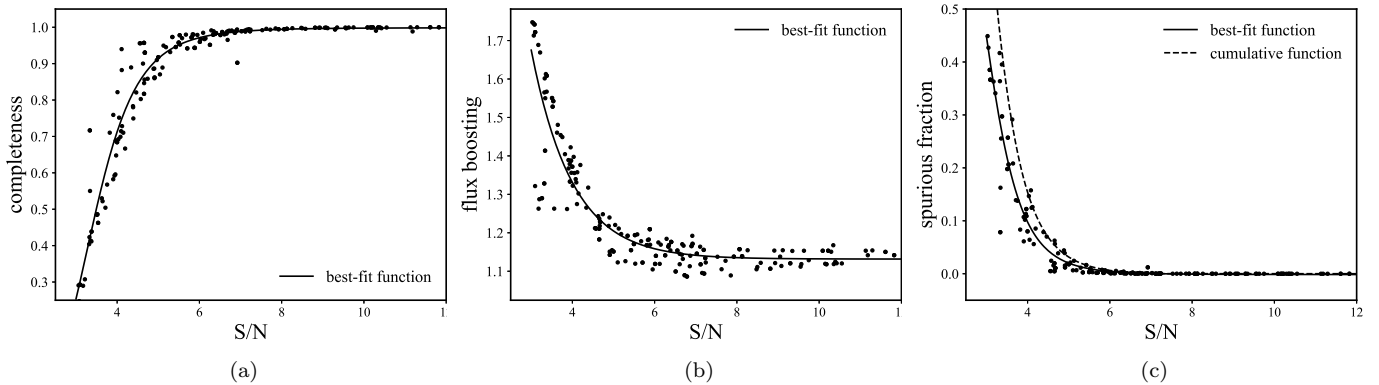 completeness
1.0
0.9
0.8
0.7
0.6
0.5
0.4
0.3
best-fit function
4 6 8 10 1
S/N
(a)
flux boosting
1.7
1.6
1.5
1.4
1.3
1.2
1.1
best-fit function
4 6 8 10 1
S/N
(b)
spurious fraction
0.5
0.4
0.3
0.2
0.1
0.0
best-fit function
cumulative function
4 6 8 10 12
S/N
(c)